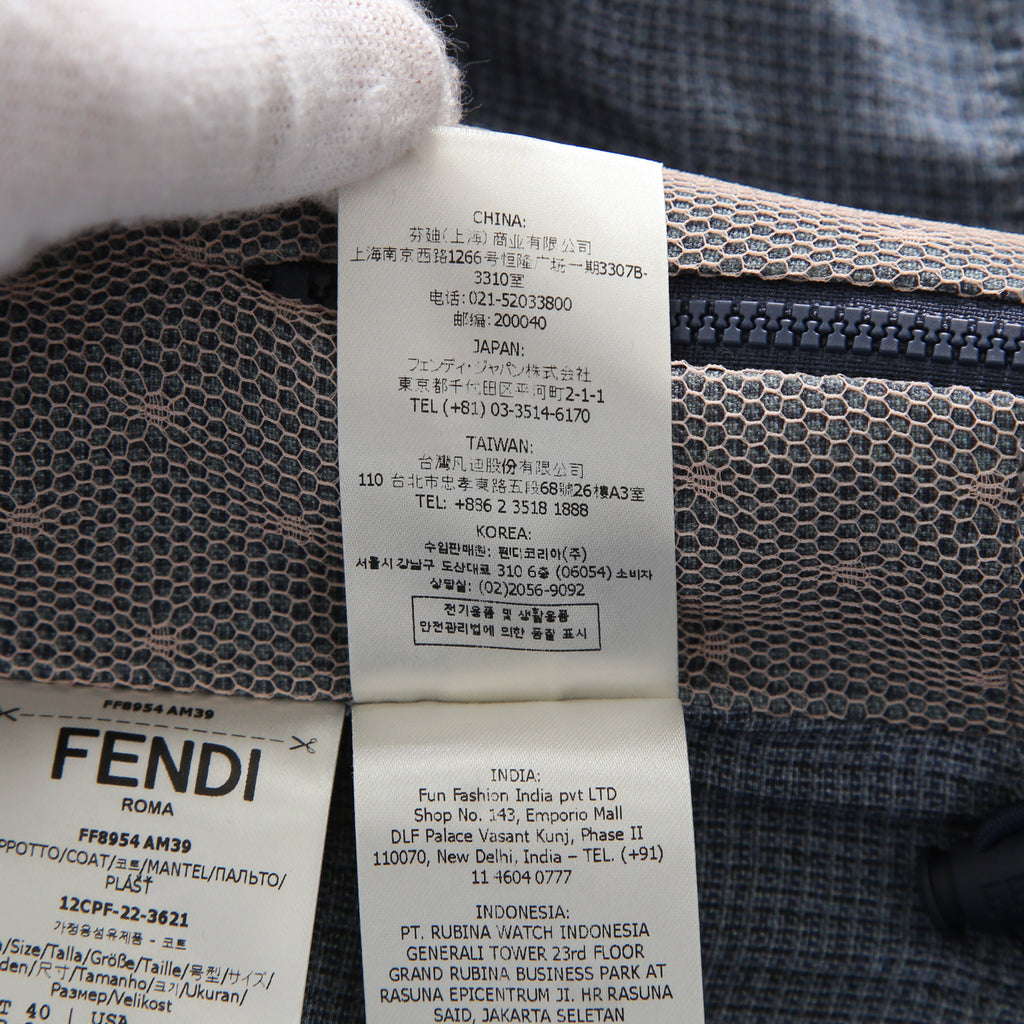 CHINA:
芬廸(上海) 商业有限公司
上海南京西路1266号恒隆广场一期3307B-
3310室
电话: 021-52033800
邮编: 200040
JAPAN:
フェンディ・ジャパン株式会社
東京都千代田区平河町2-1-1
TEL (+81) 03-3514-6170
TAIWAN:
台灣凡迪股份有限公司
110 台北市忠孝東路五段68號26樓A3室
TEL: +886 2 3518 1888
KOREA:
수입판매원: 펜디코리아(주)
서울시 강남구 도산대로 310 6층 (06054) 소비자
상담실: (02)2056-9092
전기용품 및 생활용품
안전관리법에 의한 품질 표시
FF8954 AM39
FENDI
ROMA
FF8954 AM39
PPOTTO/COAT/코트/MANTEL/ПАЛЬТО/
PLÁŠŤ
12CPF-22-3621
가정용섬유제품 - 코트
/Size/Talla/Größe/Taille/号型/サイズ/
den/尺寸/Tamanho/크기/Ukuran/
Размер/Velikost
T 40 | USA
INDIA:
Fun Fashion India pvt LTD
Shop No. 143, Emporio Mall
DLF Palace Vasant Kunj, Phase II
110070, New Delhi, India – TEL. (+91)
11 4604 0777
INDONESIA:
PT. RUBINA WATCH INDONESIA
GENERALI TOWER 23rd FLOOR
GRAND RUBINA BUSINESS PARK AT
RASUNA EPICENTRUM JI. HR RASUNA
SAID, JAKARTA SELETAN